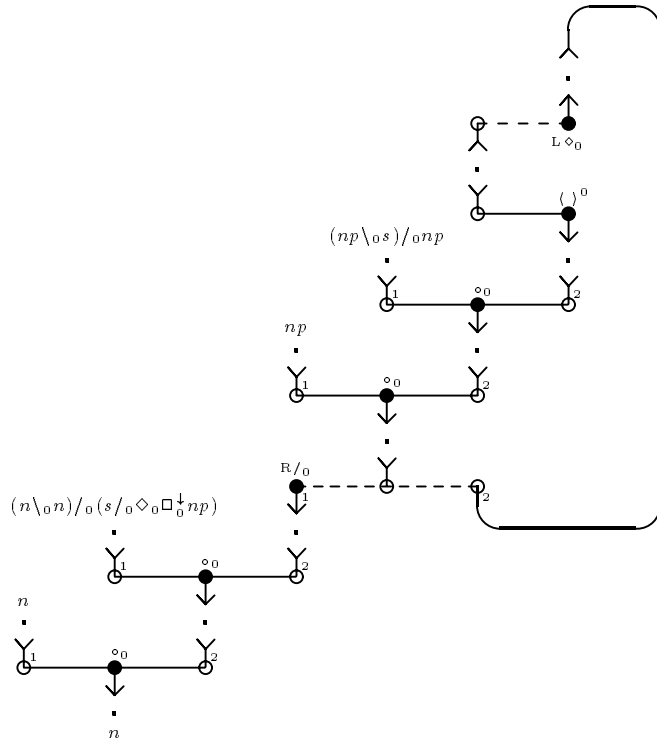 L ◇₀
⟨ ⟩⁰
(np\₀s)/₀np
∘₀
1 2
np
∘₀
1 2
R/₀
1 2
(n\₀n)/₀(s/₀◇₀□↓₀np)
∘₀
1 2
n
∘₀
1 2
n